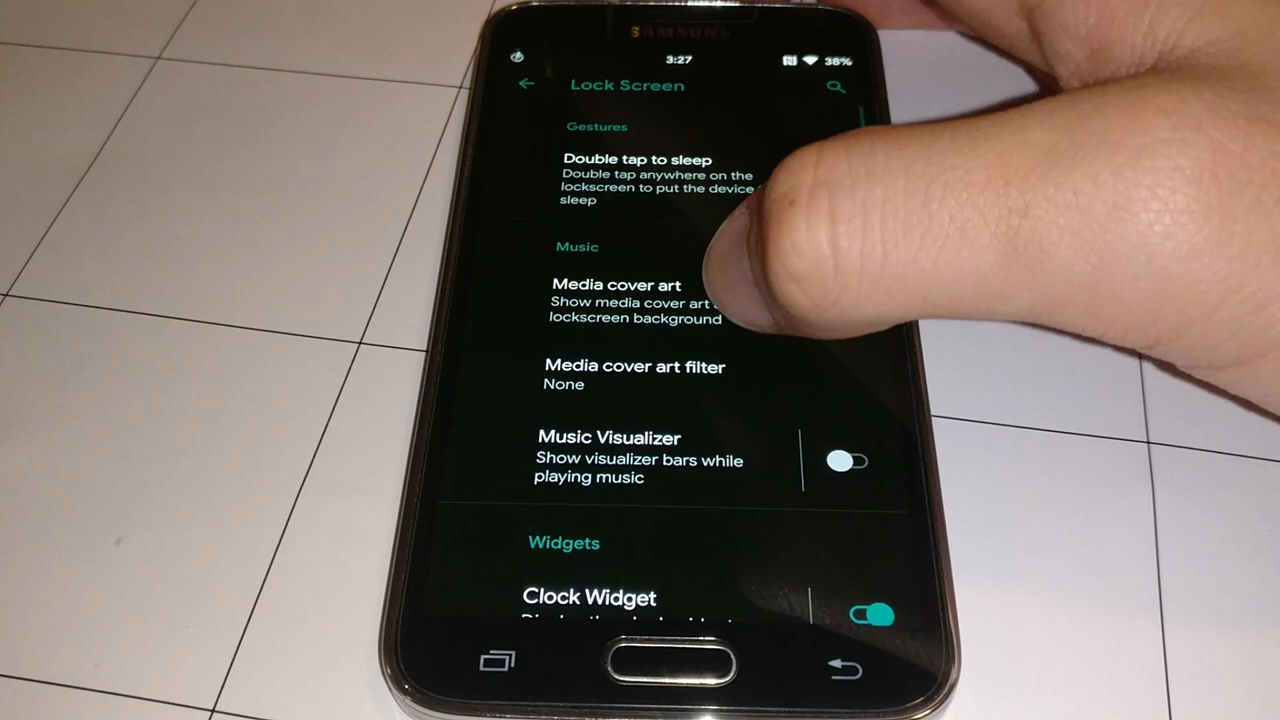 SAMSUNG
3:27
36%
Lock Screen
Gestures
Double tap to sleep
Double tap anywhere on the
lockscreen to put the device
sleep
Music
Media cover art
Show media cover art
lockscreen background
Media cover art filter
None
Music Visualizer
Show visualizer bars while
playing music
Widgets
Clock Widget